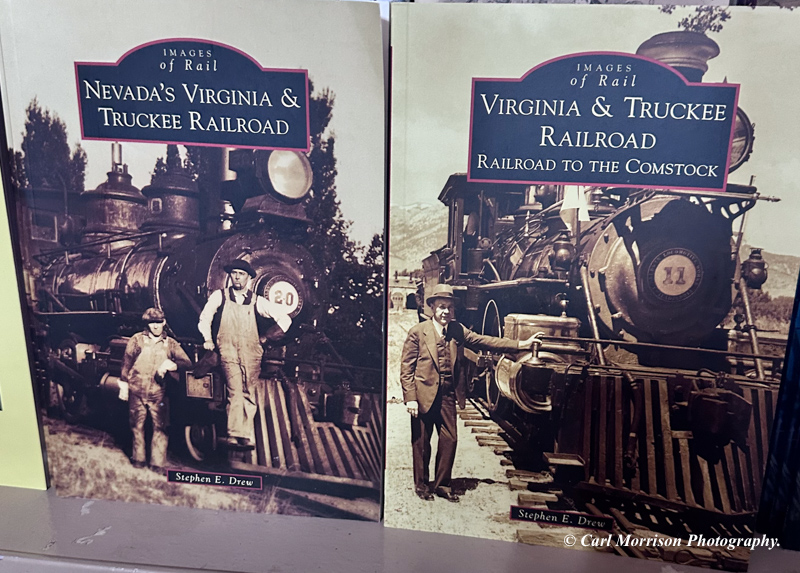 IMAGES
of Rail
NEVADA'S VIRGINIA &
TRUCKEE RAILROAD
20
Stephen E. Drew
IMAGES
of Rail
VIRGINIA & TRUCKEE
RAILROAD
RAILROAD TO THE COMSTOCK
11
Stephen E. Drew
© Carl Morrison Photography.